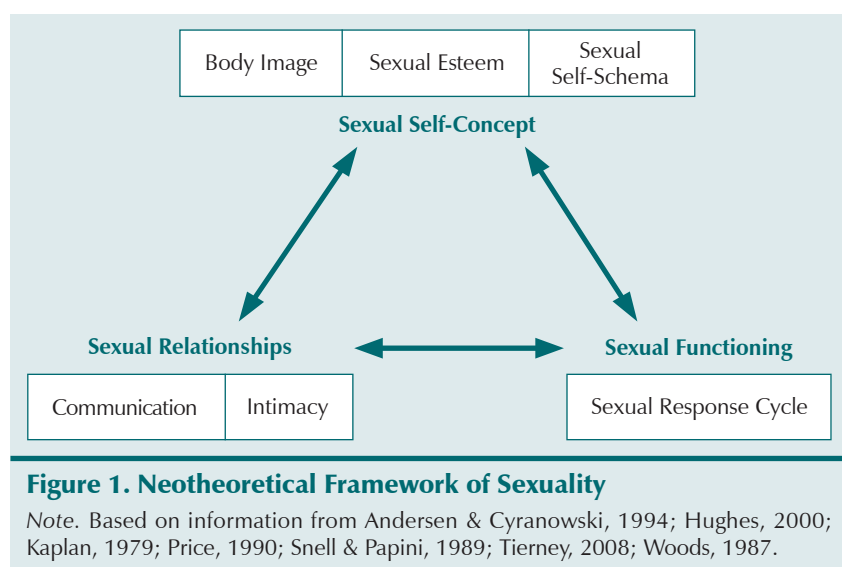 Body Image
Sexual Esteem
Sexual
Self-Schema
Sexual Self-Concept
Sexual Relationships
Sexual Functioning
Communication
Intimacy
Sexual Response Cycle
Figure 1. Neotheoretical Framework of Sexuality
Note. Based on information from Andersen & Cyranowski, 1994; Hughes, 2000;
Kaplan, 1979; Price, 1990; Snell & Papini, 1989; Tierney, 2008; Woods, 1987.